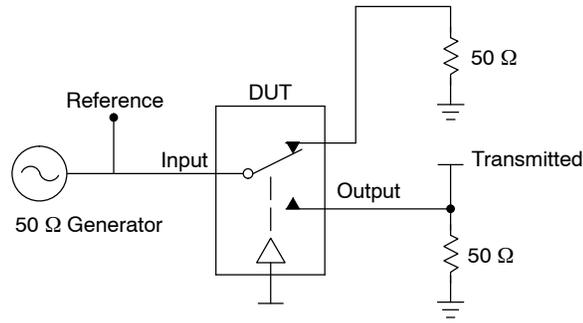 50 Ω
DUT
Reference
Input
Transmitted
Output
50 Ω Generator
50 Ω